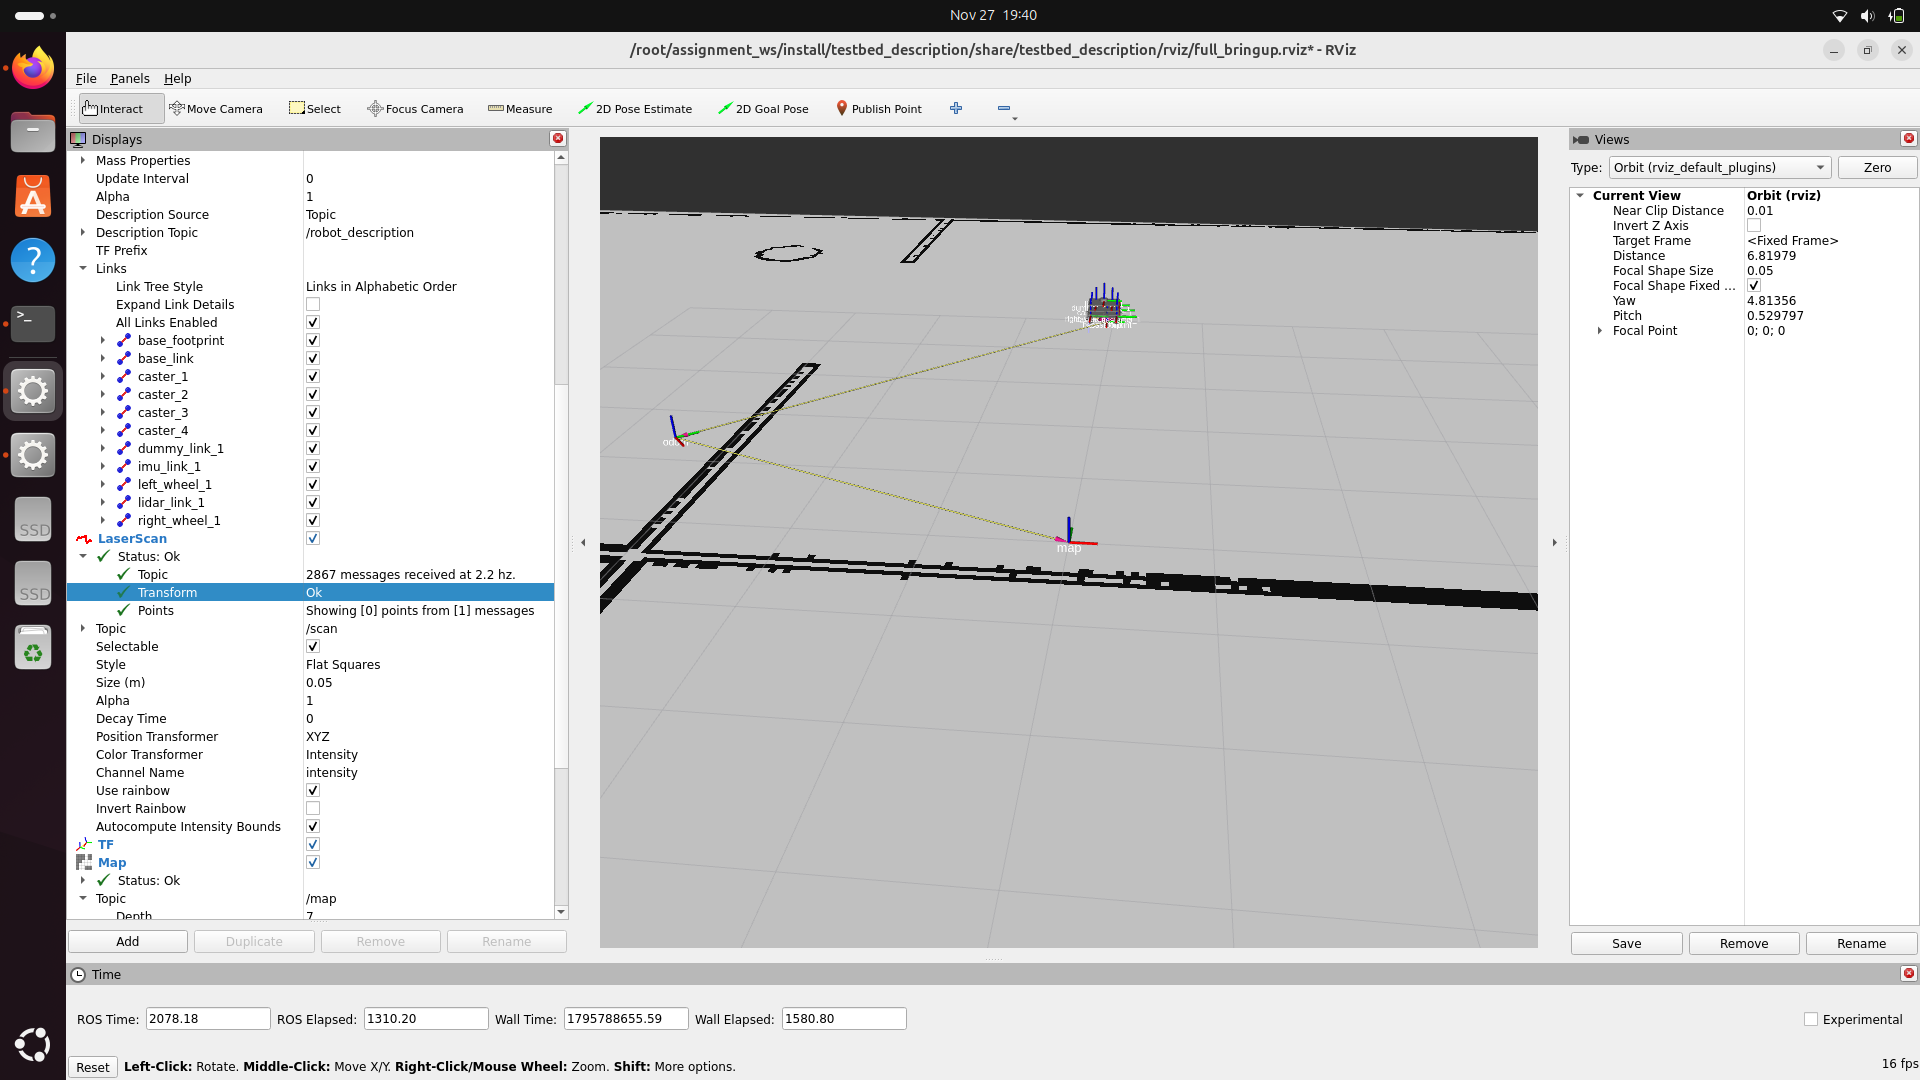 Nov 27 19:40
/root/assignment_ws/install/testbed_description/share/testbed_description/rviz/full_bringup.rviz* - RViz
File Panels Help
Interact Move Camera Select Focus Camera Measure 2D Pose Estimate 2D Goal Pose Publish Point
Displays
Mass Properties
Update Interval 0
Alpha 1
Description Source Topic
Description Topic /robot_description
TF Prefix
Links
Link Tree Style Links in Alphabetic Order
Expand Link Details
All Links Enabled
base_footprint
base_link
caster_1
caster_2
caster_3
caster_4
dummy_link_1
imu_link_1
left_wheel_1
lidar_link_1
right_wheel_1
LaserScan
Status: Ok
Topic 2867 messages received at 2.2 hz.
Transform Ok
Points Showing [0] points from [1] messages
Topic /scan
Selectable
Style Flat Squares
Size (m) 0.05
Alpha 1
Decay Time 0
Position Transformer XYZ
Color Transformer Intensity
Channel Name intensity
Use rainbow
Invert Rainbow
Autocompute Intensity Bounds
TF
Map
Status: Ok
Topic /map
Depth 7
Add Duplicate Remove Rename
map
Views
Type: Orbit (rviz_default_plugins) Zero
Current View Orbit (rviz)
Near Clip Distance 0.01
Invert Z Axis
Target Frame <Fixed Frame>
Distance 6.81979
Focal Shape Size 0.05
Focal Shape Fixed ...
Yaw 4.81356
Pitch 0.529797
Focal Point 0; 0; 0
Save Remove Rename
SSD
SSD
Time
ROS Time: 2078.18 ROS Elapsed: 1310.20 Wall Time: 1795788655.59 Wall Elapsed: 1580.80 Experimental
Reset Left-Click: Rotate. Middle-Click: Move X/Y. Right-Click/Mouse Wheel: Zoom. Shift: More options. 16 fps